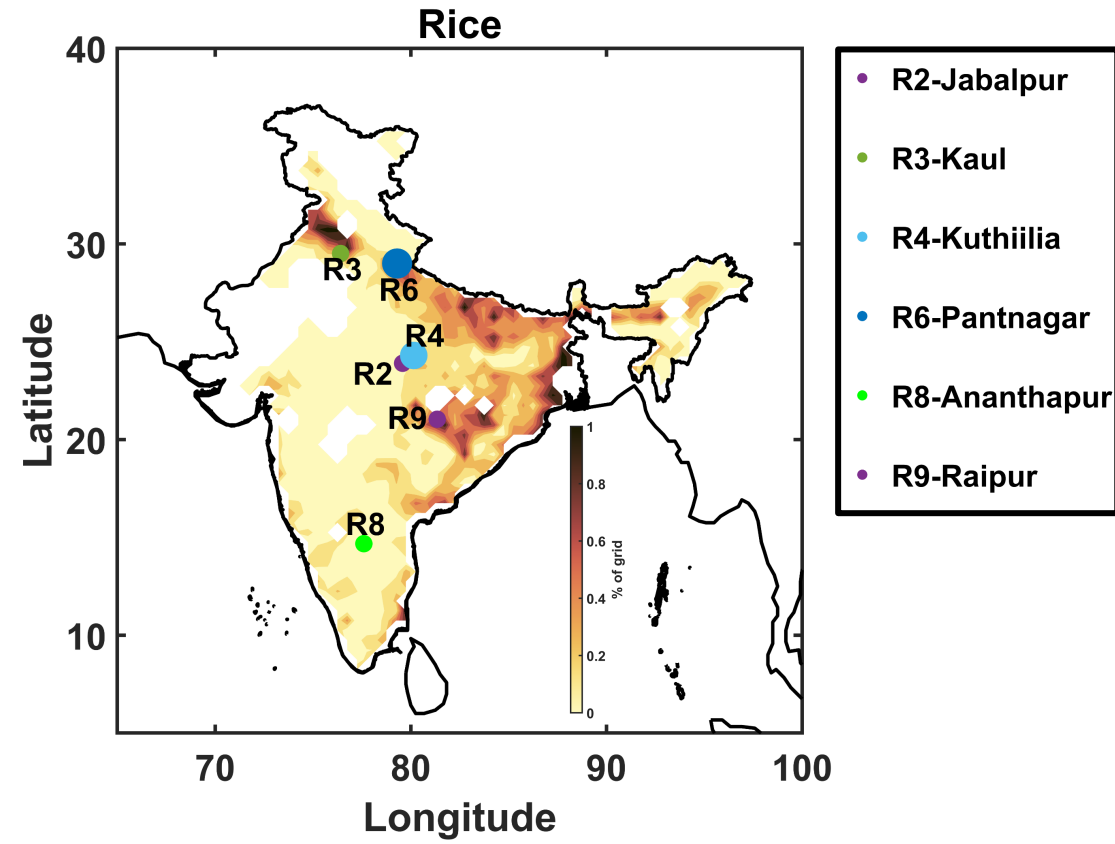 Rice
40
30
20
10
Latitude
70
80
90
100
Longitude
R3
R6
R4
R2
R9
R8
1
0.8
0.6
0.4
0.2
0
% of grid
R2-Jabalpur
R3-Kaul
R4-Kuthiilia
R6-Pantnagar
R8-Ananthapur
R9-Raipur